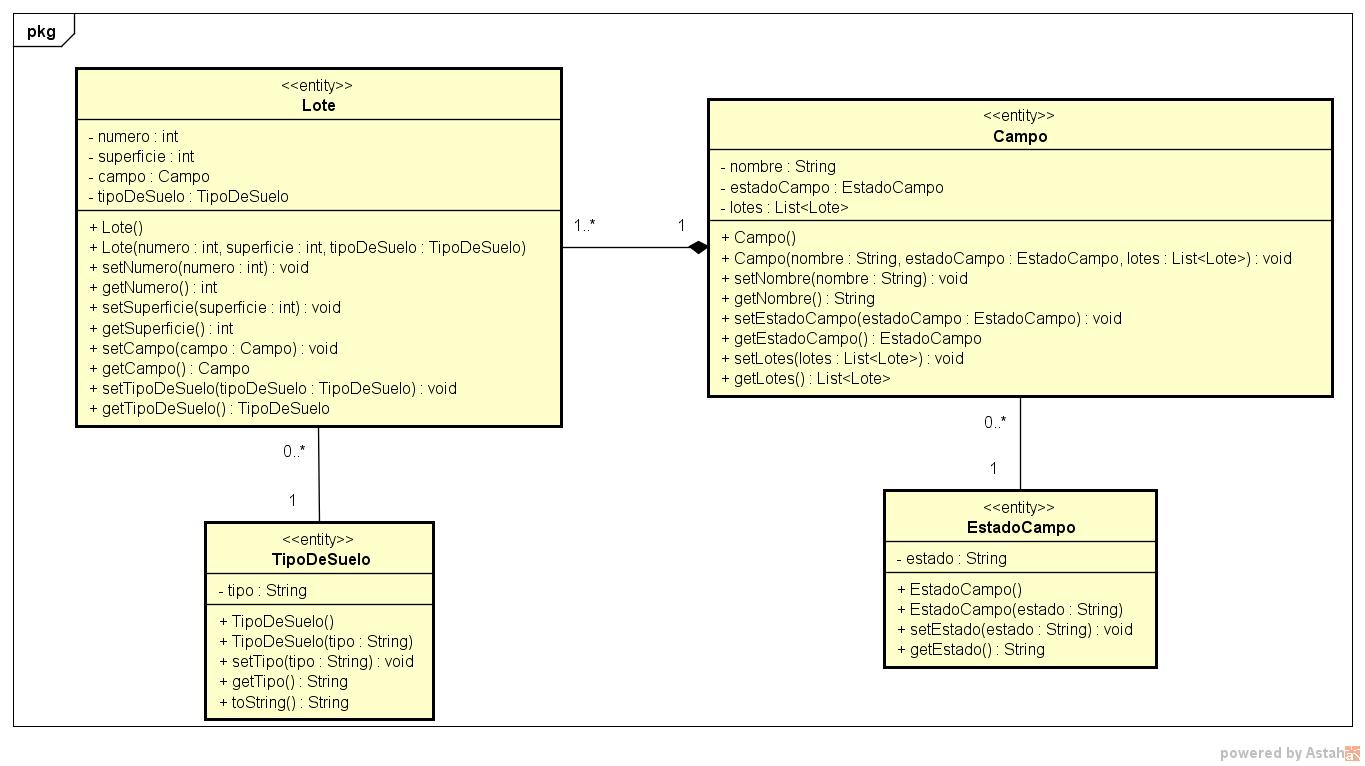 pkg
<<entity>>
Lote
- numero : int
- superficie : int
- campo : Campo
- tipoDeSuelo : TipoDeSuelo
+ Lote()
+ Lote(numero : int, superficie : int, tipoDeSuelo : TipoDeSuelo)
+ setNumero(numero : int) : void
+ getNumero() : int
+ setSuperficie(superficie : int) : void
+ getSuperficie() : int
+ setCampo(campo : Campo) : void
+ getCampo() : Campo
+ setTipoDeSuelo(tipoDeSuelo : TipoDeSuelo) : void
+ getTipoDeSuelo() : TipoDeSuelo
1..*
1
<<entity>>
Campo
- nombre : String
- estadoCampo : EstadoCampo
- lotes : List<Lote>
+ Campo()
+ Campo(nombre : String, estadoCampo : EstadoCampo, lotes : List<Lote>) : void
+ setNombre(nombre : String) : void
+ getNombre() : String
+ setEstadoCampo(estadoCampo : EstadoCampo) : void
+ getEstadoCampo() : EstadoCampo
+ setLotes(lotes : List<Lote>) : void
+ getLotes() : List<Lote>
0..*
1
<<entity>>
TipoDeSuelo
- tipo : String
+ TipoDeSuelo()
+ TipoDeSuelo(tipo : String)
+ setTipo(tipo : String) : void
+ getTipo() : String
+ toString() : String
0..*
1
<<entity>>
EstadoCampo
- estado : String
+ EstadoCampo()
+ EstadoCampo(estado : String)
+ setEstado(estado : String) : void
+ getEstado() : String
powered by Astah